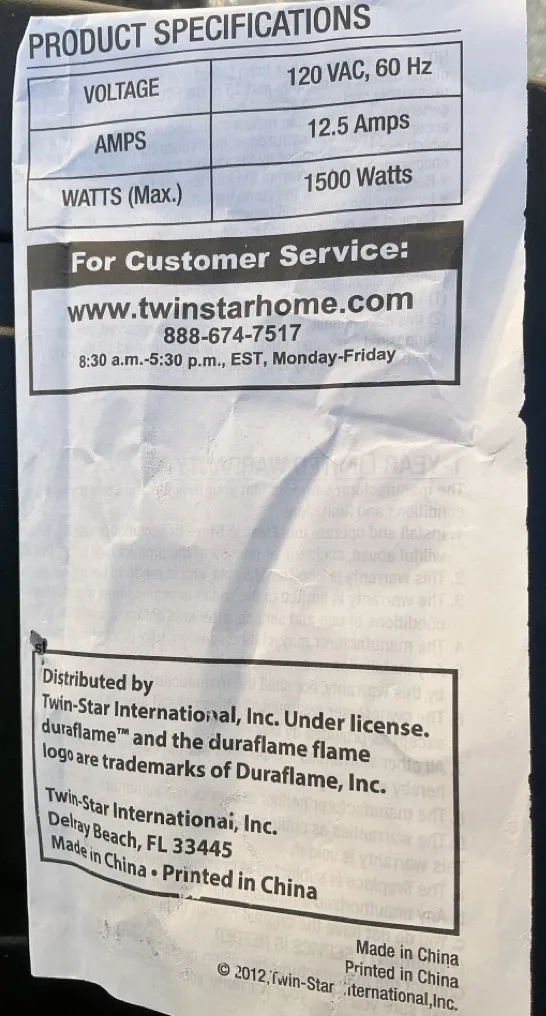 PRODUCT SPECIFICATIONS
VOLTAGE 120 VAC, 60 Hz
AMPS 12.5 Amps
WATTS (Max.) 1500 Watts
For Customer Service:
www.twinstarhome.com
888-674-7517
8:30 a.m.-5:30 p.m., EST, Monday-Friday
Distributed by
Twin-Star International, Inc. Under license.
duraflame™ and the duraflame flame
logo are trademarks of Duraflame, Inc.
Twin-Star International, Inc.
Delray Beach, FL 33445
Made in China • Printed in China
Made in China
Printed in China
© 2012, Twin-Star International, Inc.